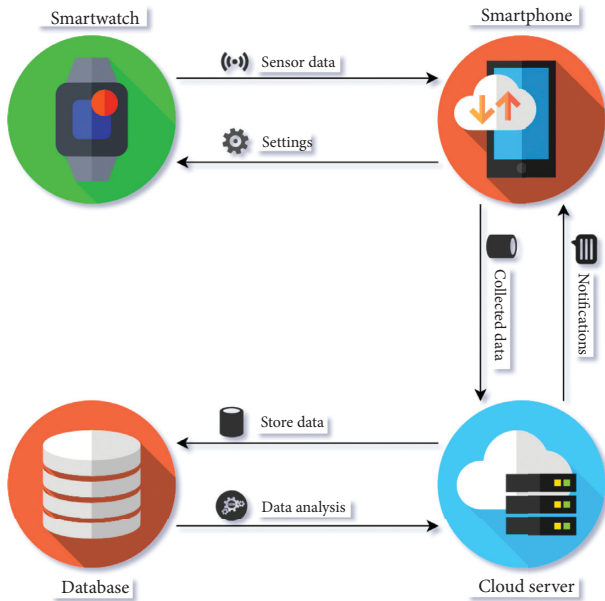 Smartwatch
Smartphone
Sensor data
Settings
Collected data
Notifications
Store data
Data analysis
Database
Cloud server